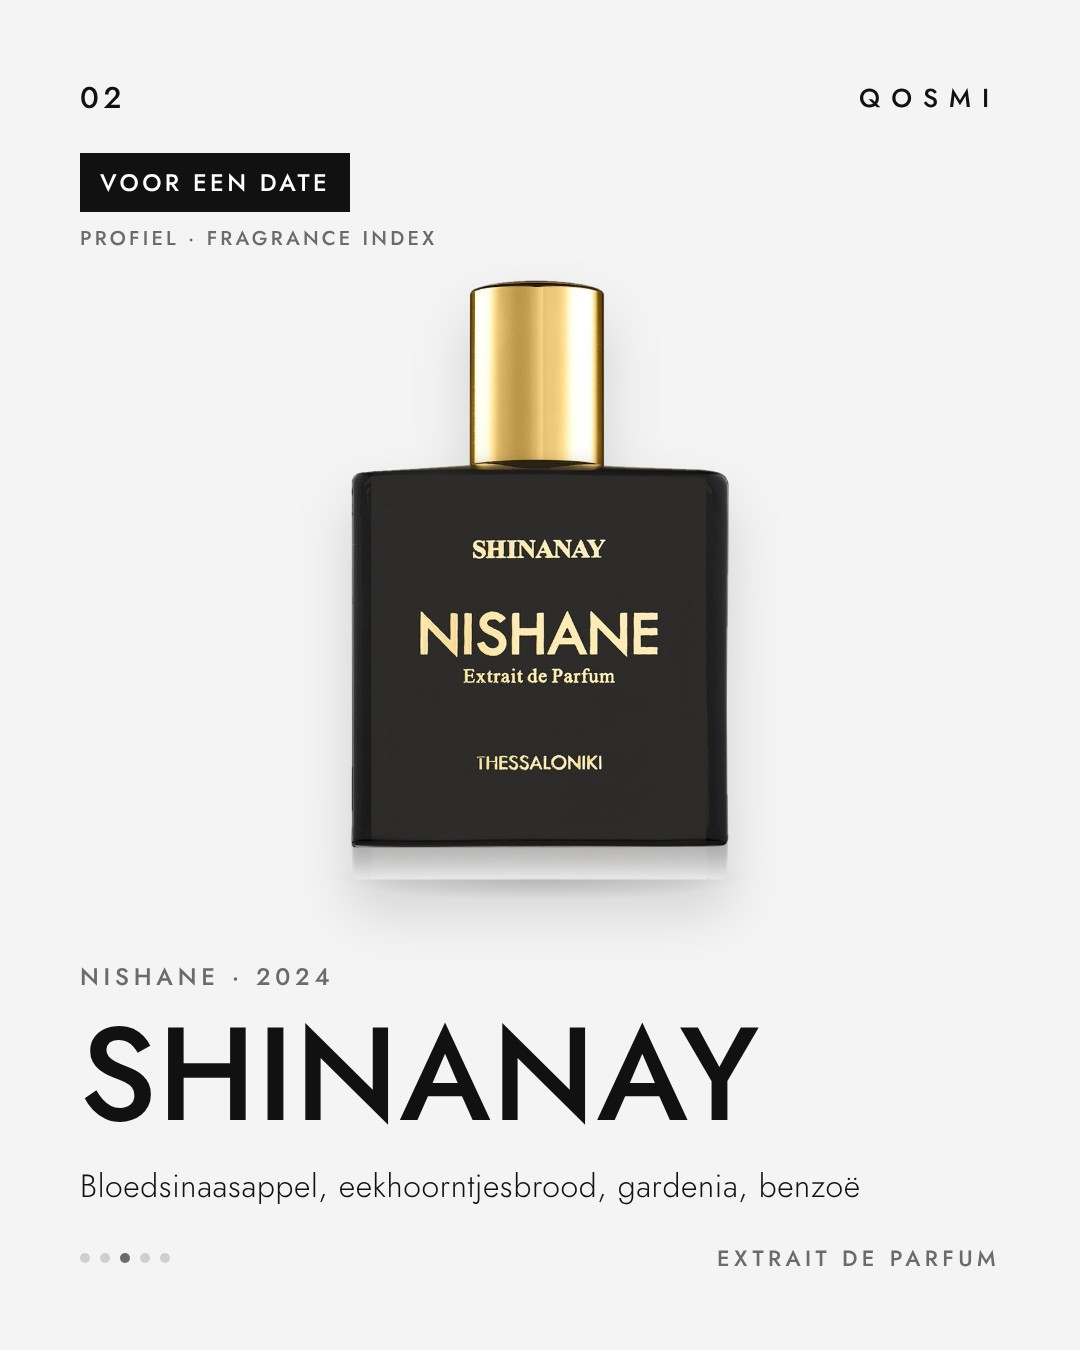 02
QOSMI
VOOR EEN DATE
PROFIEL · FRAGRANCE INDEX
SHINANAY
NISHANE
Extrait de Parfum
THESSALONIKI
NISHANE · 2024
SHINANAY
Bloedsinaasappel, eekhoorntjesbrood, gardenia, benzoë
EXTRAIT DE PARFUM